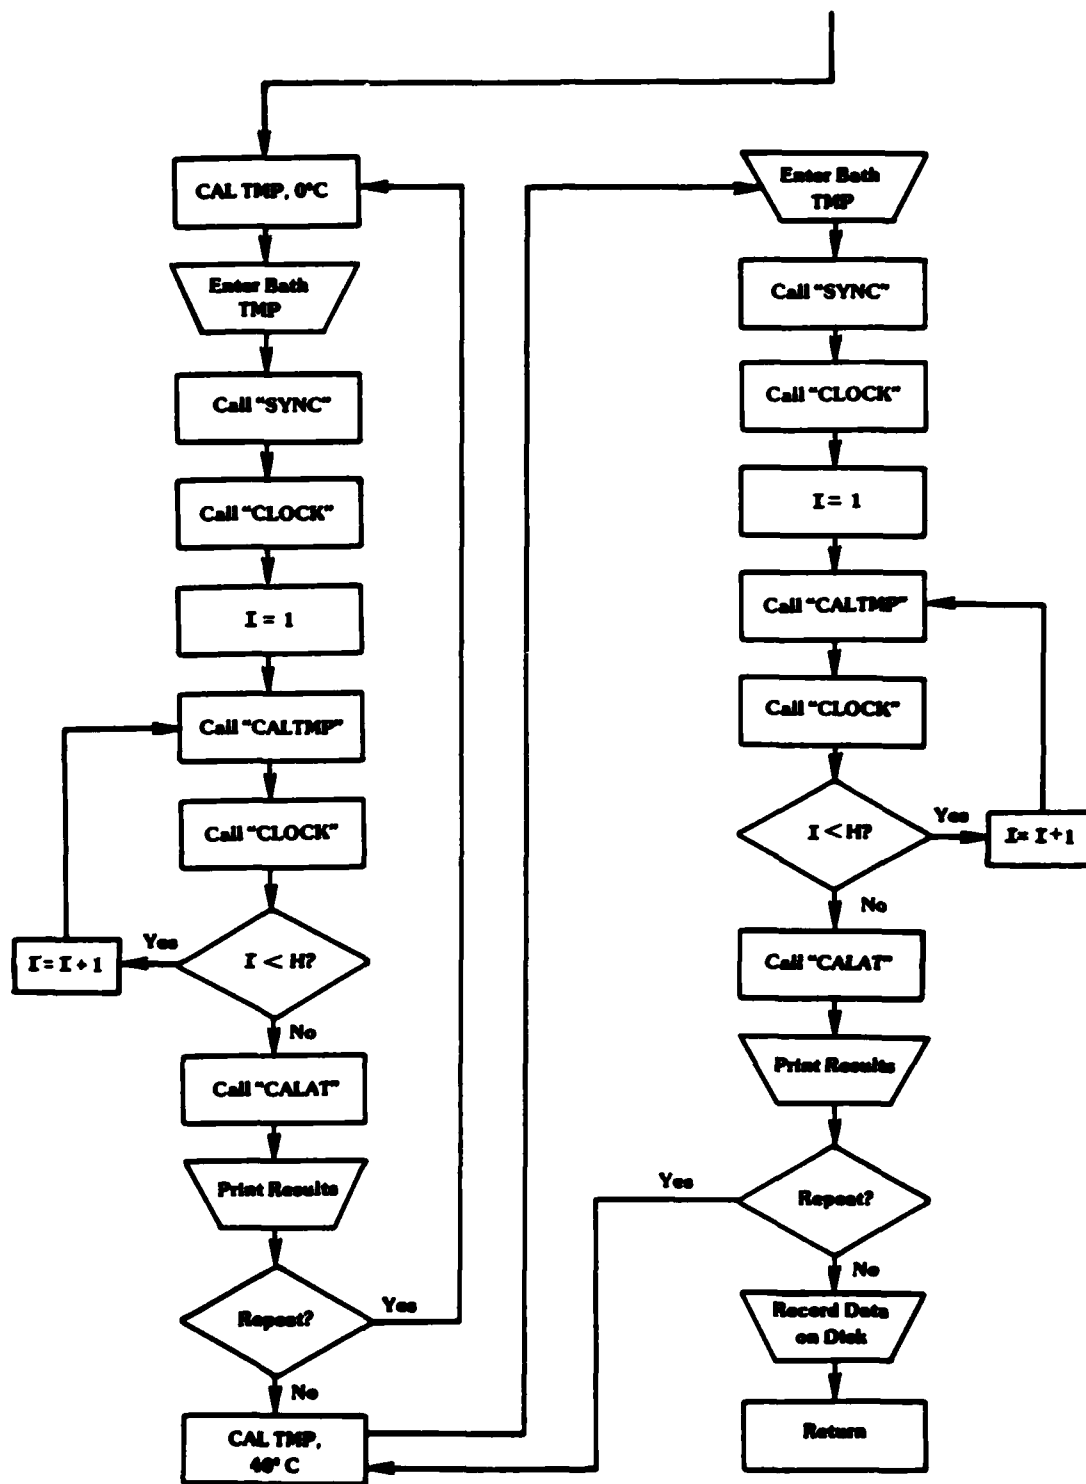 CAL TMP, 0°C
Enter Bath
TMP
Call "SYNC"
Call "CLOCK"
I = 1
Call "CALTMP"
Call "CLOCK"
I < H?
Yes
I = I + 1
No
Call "CALAT"
Print Results
Repeat?
Yes
No
CAL TMP,
40° C
Enter Bath
TMP
Call "SYNC"
Call "CLOCK"
I = 1
Call "CALTMP"
Call "CLOCK"
I < H?
Yes
I = I + 1
No
Call "CALAT"
Print Results
Repeat?
Yes
No
Record Data
on Disk
Return